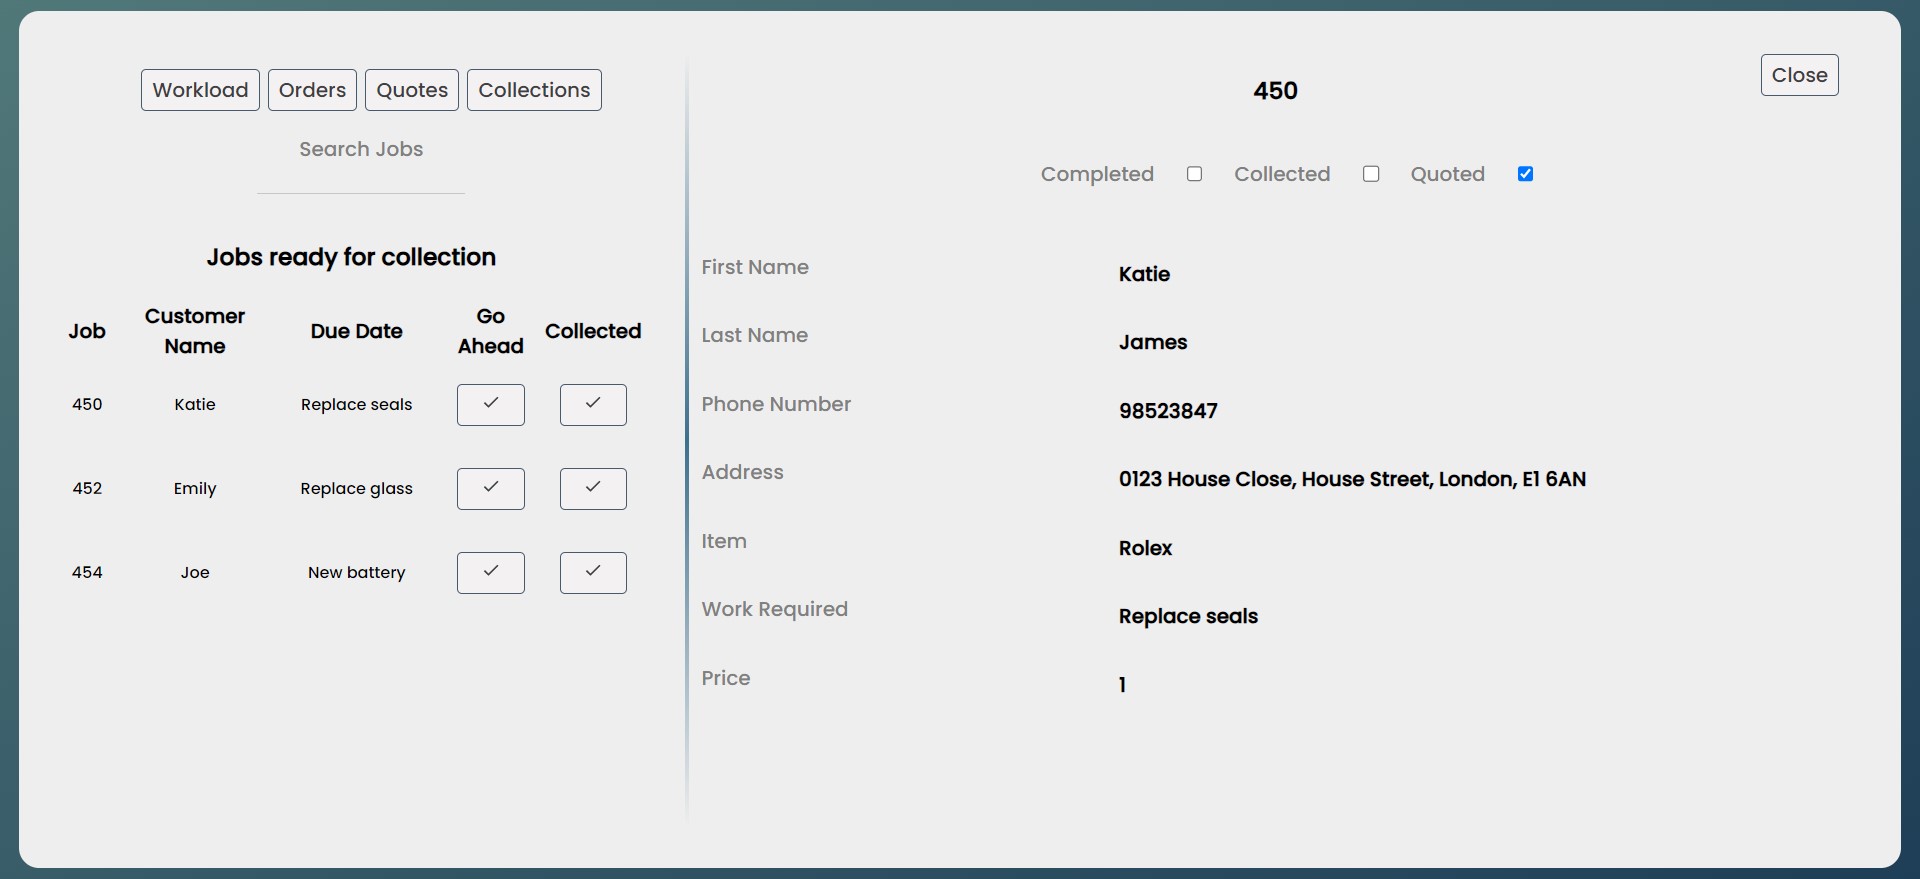 Workload Orders Quotes Collections
Search Jobs
Jobs ready for collection
Job Customer Name Due Date Go Ahead Collected
450 Katie Replace seals
452 Emily Replace glass
454 Joe New battery
450
Close
Completed Collected Quoted
First Name Katie
Last Name James
Phone Number 98523847
Address 0123 House Close, House Street, London, E1 6AN
Item Rolex
Work Required Replace seals
Price 1